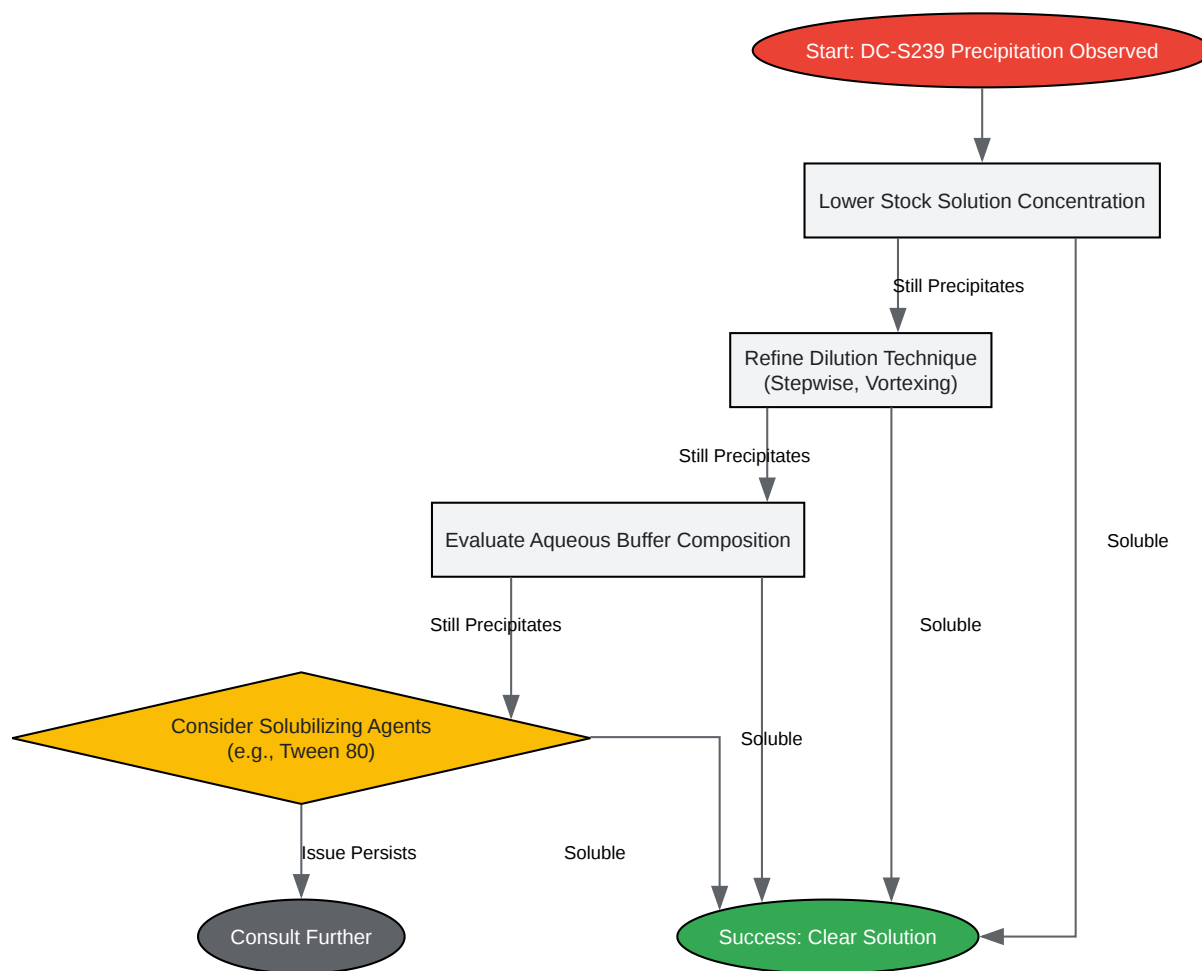 Start: DC-S239 Precipitation Observed
Lower Stock Solution Concentration
Still Precipitates
Refine Dilution Technique
(Stepwise, Vortexing)
Still Precipitates
Evaluate Aqueous Buffer Composition
Soluble
Still Precipitates
Soluble
Consider Solubilizing Agents
(e.g., Tween 80)
Soluble
Issue Persists
Soluble
Consult Further
Success: Clear Solution